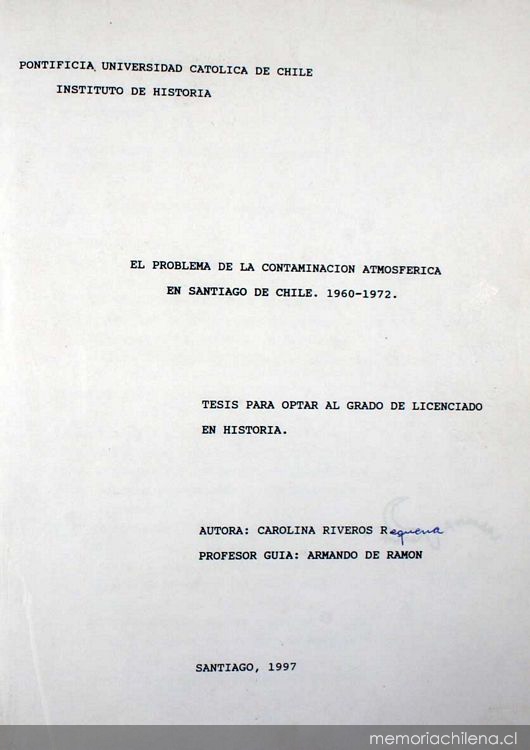 PONTIFICIA UNIVERSIDAD CATOLICA DE CHILE
INSTITUTO DE HISTORIA
EL PROBLEMA DE LA CONTAMINACION ATMOSFERICA
EN SANTIAGO DE CHILE. 1960-1972.
TESIS PARA OPTAR AL GRADO DE LICENCIADO
EN HISTORIA.
AUTORA: CAROLINA RIVEROS Requena
PROFESOR GUIA: ARMANDO DE RAMON
SANTIAGO, 1997
memoriachilena.cl